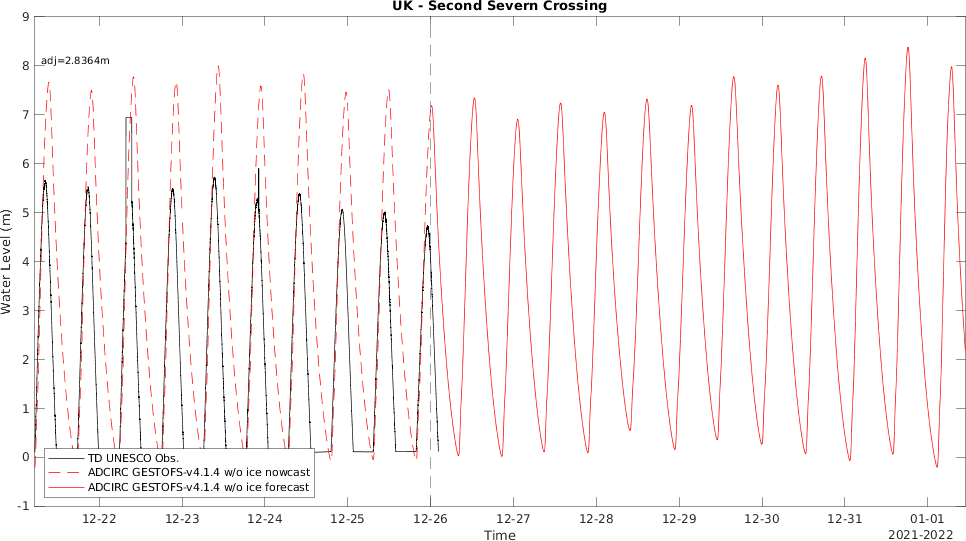 UK - Second Severn Crossing
adj=2.8364m
Water Level (m)
9
8
7
6
5
4
3
2
1
0
-1
TD UNESCO Obs.
ADCIRC GESTOFS-v4.1.4 w/o ice nowcast
ADCIRC GESTOFS-v4.1.4 w/o ice forecast
12-22 12-23 12-24 12-25 12-26 12-27 12-28 12-29 12-30 12-31 01-01
Time
2021-2022